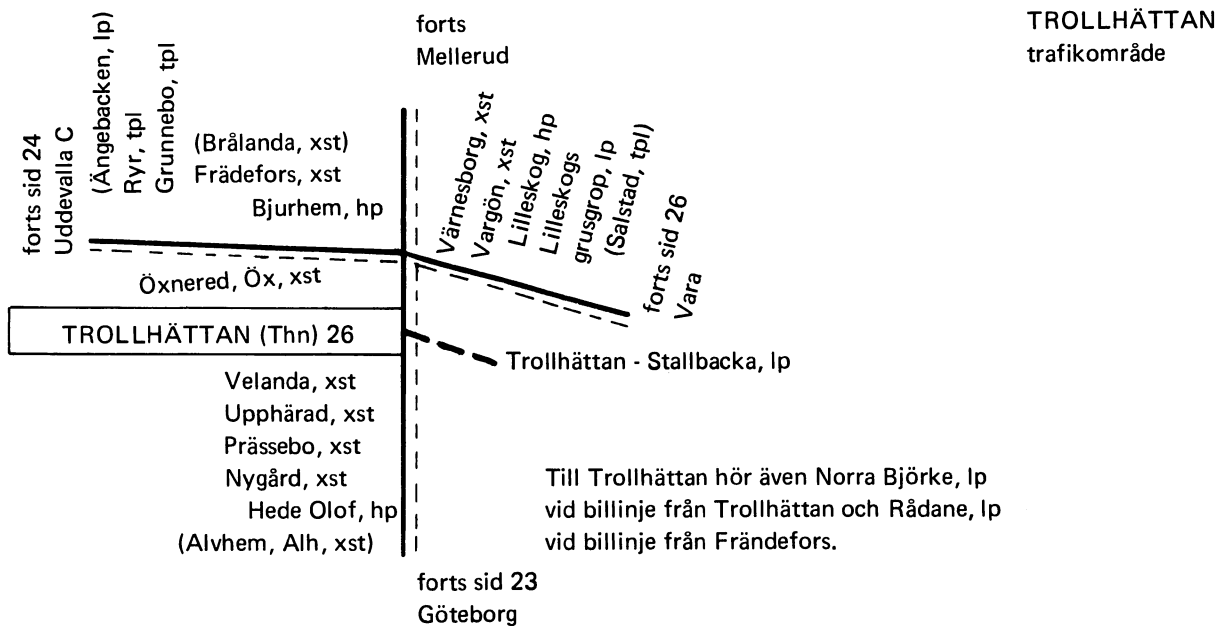 TROLLHÄTTAN
trafikområde
forts
Mellerud
forts sid 24
Uddevalla C
(Ängebacken, lp)
Ryr, tpl
Grunnebo, tpl
(Brålanda, xst)
Frädefors, xst
Bjurhem, hp
Värnesborg, xst
Vargön, xst
Lilleskog, hp
Lilleskogs
grusgrop, lp
(Salstad, tpl)
forts sid 26
Vara
Öxnered, Öx, xst
TROLLHÄTTAN (Thn) 26
Trollhättan - Stallbacka, lp
Velanda, xst
Upphärad, xst
Prässebo, xst
Nygård, xst
Hede Olof, hp
(Alvhem, Alh, xst)
Till Trollhättan hör även Norra Björke, lp
vid billinje från Trollhättan och Rådane, lp
vid billinje från Frändefors.
forts sid 23
Göteborg